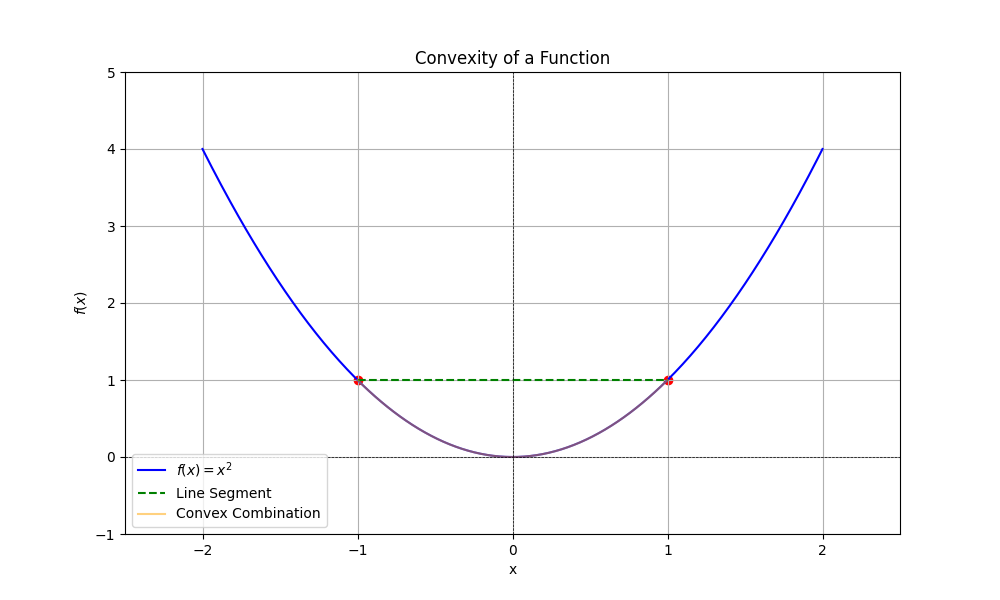 Convexity of a Function
5
4
3
2
1
0
−1
f(x)
f(x) = x²
Line Segment
Convex Combination
−2 −1 0 1 2
x